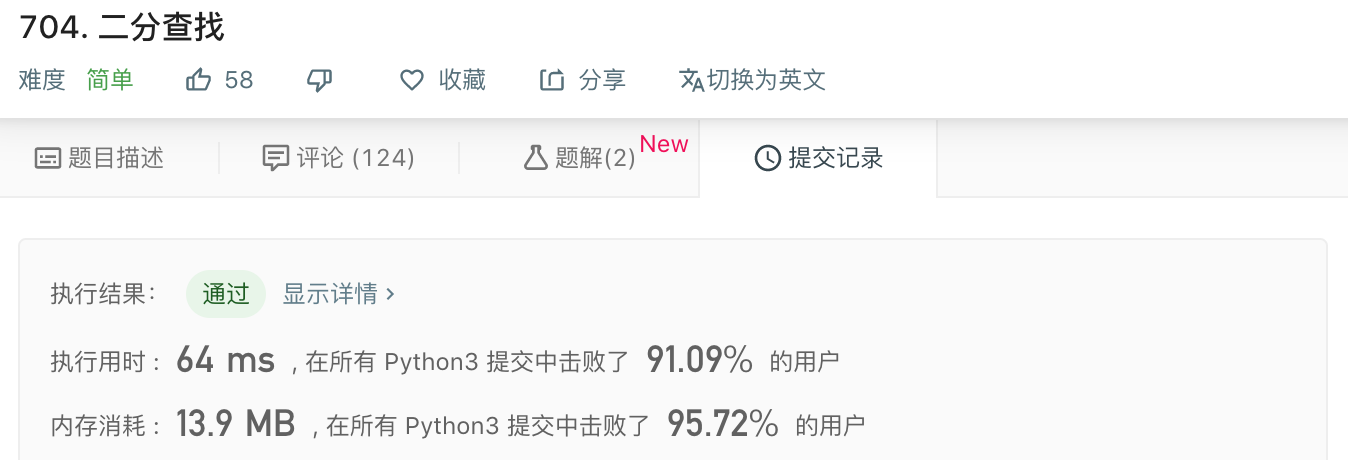 704. 二分查找
难度 简单 58 收藏 分享 切换为英文
题目描述 评论 (124) 题解(2) New 提交记录
执行结果： 通过 显示详情 ›
执行用时 : 64 ms , 在所有 Python3 提交中击败了 91.09% 的用户
内存消耗 : 13.9 MB , 在所有 Python3 提交中击败了 95.72% 的用户